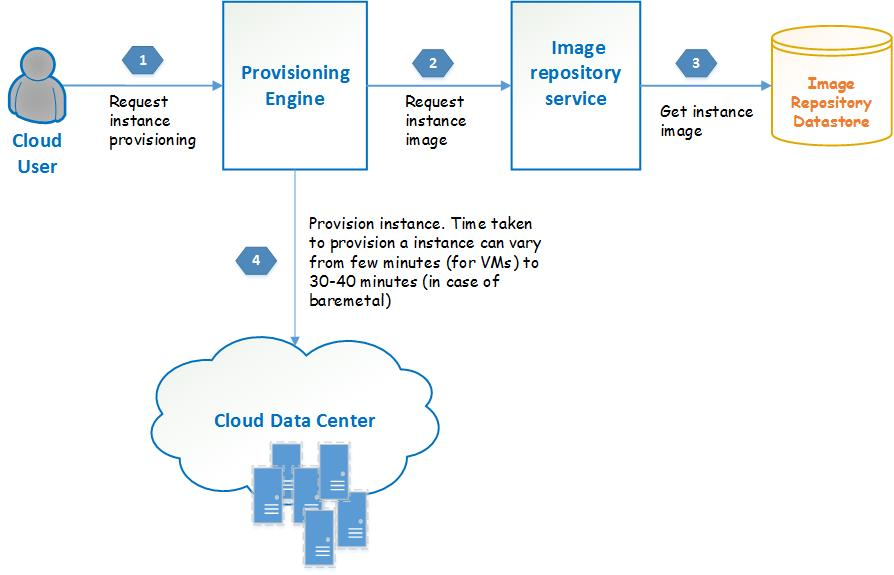 1
Request
instance
provisioning
Cloud
User
Provisioning
Engine
2
Request
instance
image
Image
repository
service
3
Get instance
image
Image
Repository
Datastore
4
Provision instance. Time taken
to provision a instance can vary
from few minutes (for VMs) to
30-40 minutes (in case of
baremetal)
Cloud Data Center